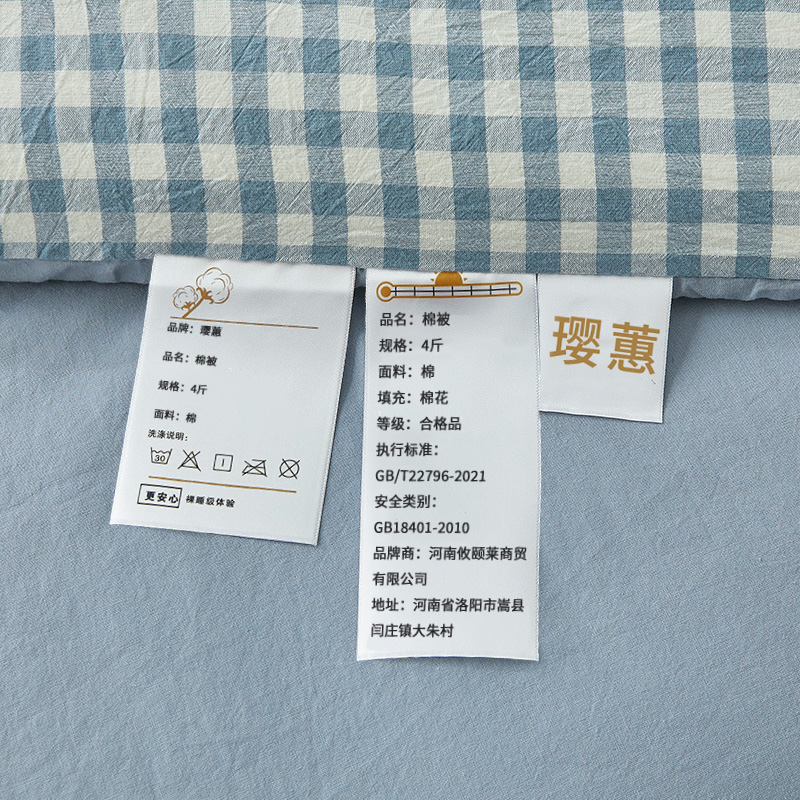 品牌：璎蕙
品名：棉被
规格：4斤
面料：棉
洗涤说明：
30
更安心 裸睡级体验
品名：棉被
规格：4斤
面料：棉
填充：棉花
等级：合格品
执行标准：
GB/T22796-2021
安全类别：
GB18401-2010
品牌商：河南攸颐莱商贸
有限公司
地址：河南省洛阳市嵩县
闫庄镇大朱村
璎蕙